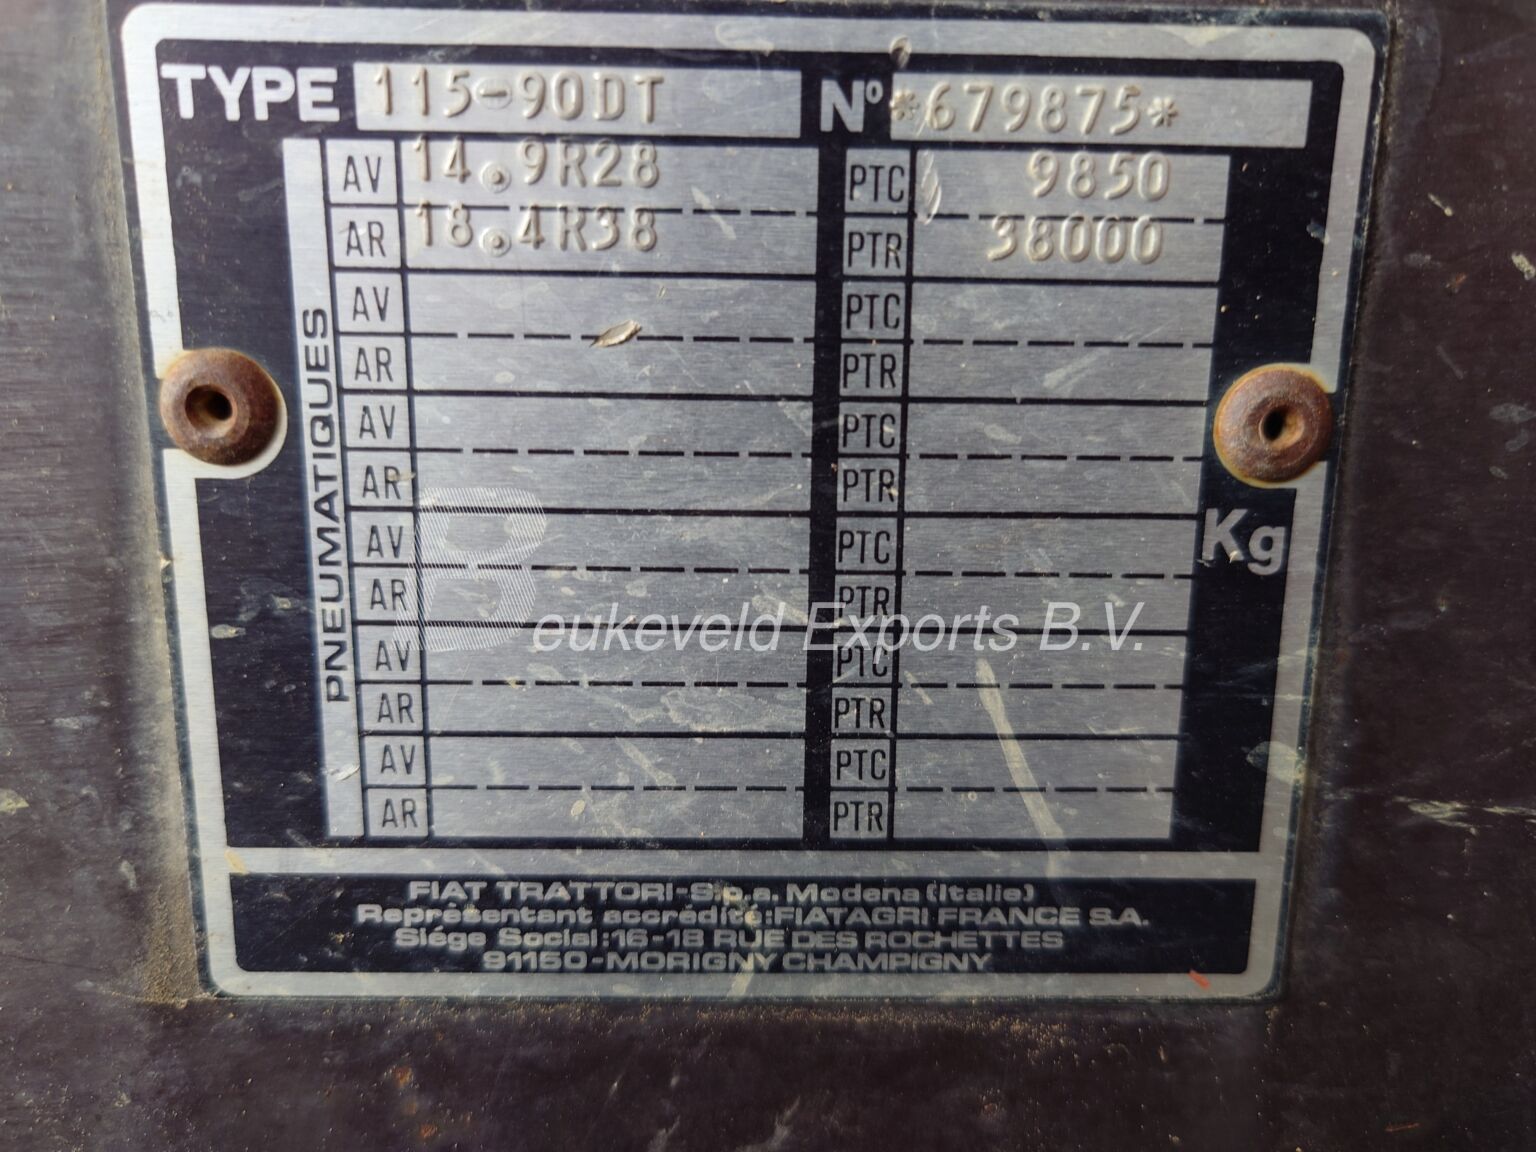 TYPE 115-90DT Nº *679875*
AV 14.9R28 PTC 9850
AR 18.4R38 PTR 38000
AV PTC
AR PTR
AV PTC
AR PTR
AV PTC
AR PTR
AV PTC
AR PTR
AV PTC
AR PTR
PNEUMATIQUES
Kg
Beukeveld Exports B.V.
FIAT TRATTORI-S.p.a. Modena (Italie)
Représentant accrédité: FIATAGRI FRANCE S.A.
Siége Social: 16-18 RUE DES ROCHETTES
91150-MORIGNY CHAMPIGNY